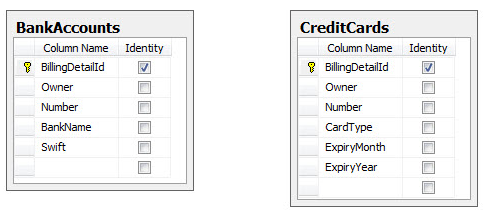 BankAccounts
Column Name Identity
BillingDetailId
Owner
Number
BankName
Swift
CreditCards
Column Name Identity
BillingDetailId
Owner
Number
CardType
ExpiryMonth
ExpiryYear